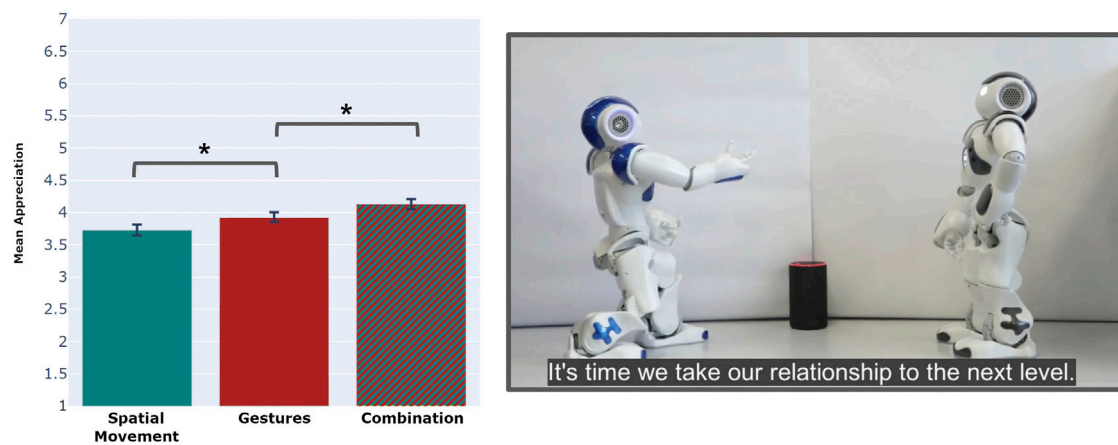 Mean Appreciation
7
6.5
6
5.5
5
4.5
4
3.5
3
2.5
2
1.5
1
*
*
Spatial
Movement
Gestures
Combination
It's time we take our relationship to the next level.